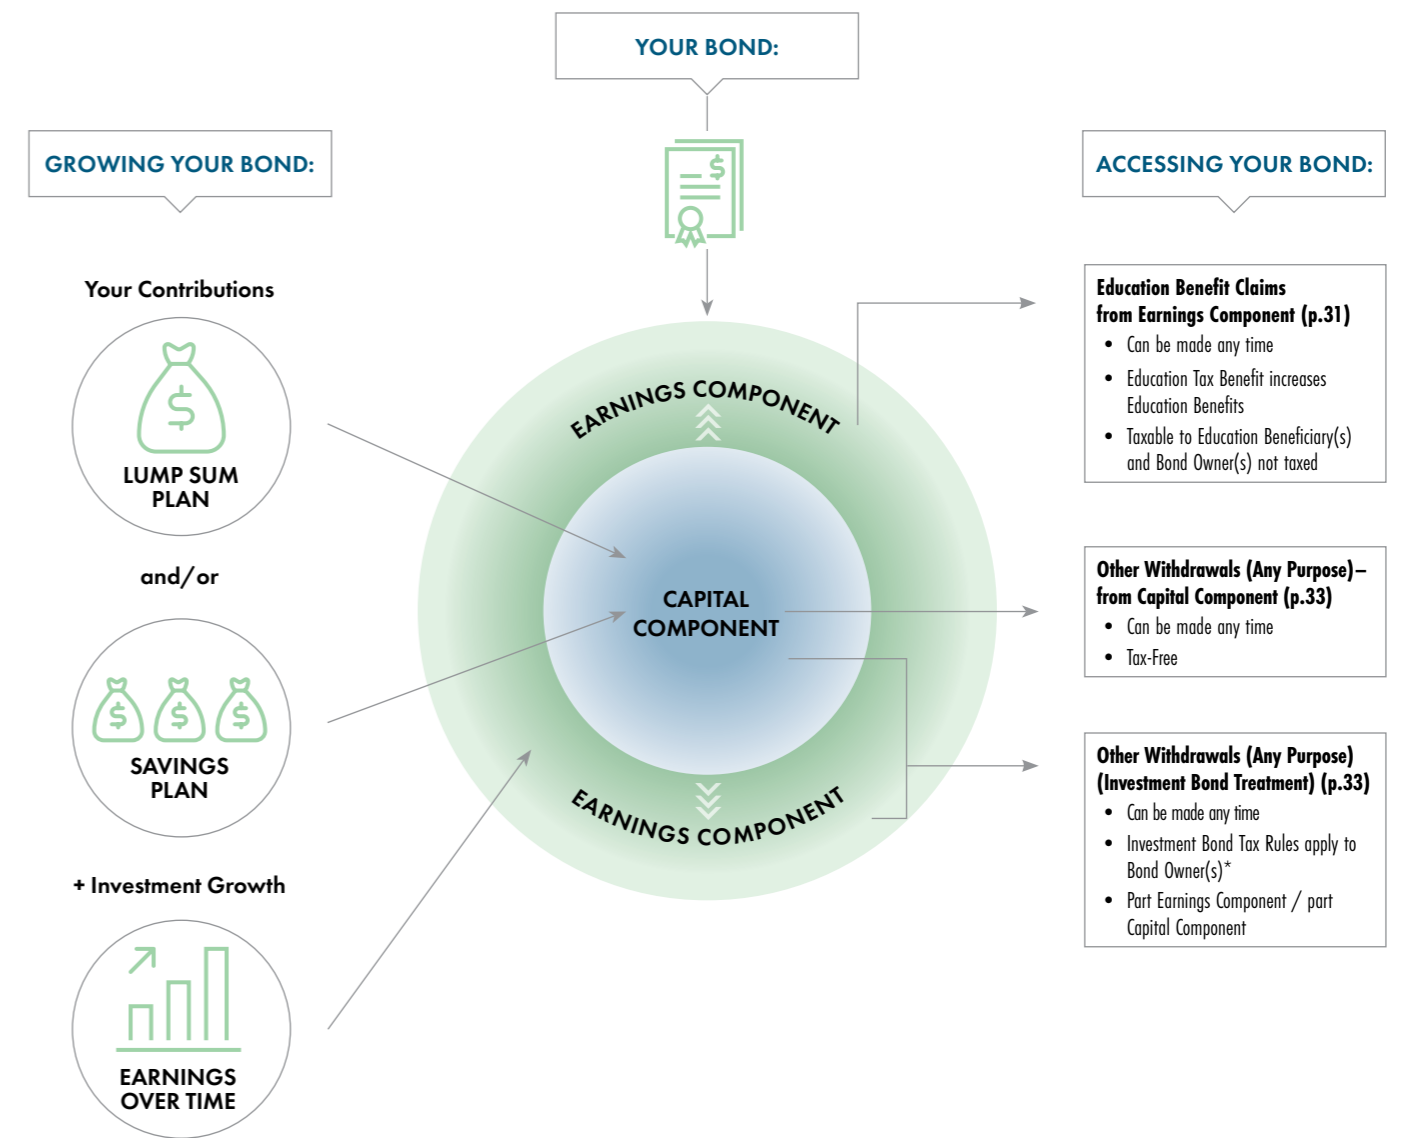 YOUR BOND:
GROWING YOUR BOND:
Your Contributions
$
LUMP SUM
PLAN
and/or
$ $ $
SAVINGS
PLAN
+ Investment Growth
EARNINGS
OVER TIME
$
EARNINGS COMPONENT
CAPITAL
COMPONENT
EARNINGS COMPONENT
ACCESSING YOUR BOND:
Education Benefit Claims
from Earnings Component (p.31)
• Can be made any time
• Education Tax Benefit increases
Education Benefits
• Taxable to Education Beneficiary(s)
and Bond Owner(s) not taxed
Other Withdrawals (Any Purpose) –
from Capital Component (p.33)
• Can be made any time
• Tax-Free
Other Withdrawals (Any Purpose)
(Investment Bond Treatment) (p.33)
• Can be made any time
• Investment Bond Tax Rules apply to
Bond Owner(s)*
• Part Earnings Component / part
Capital Component